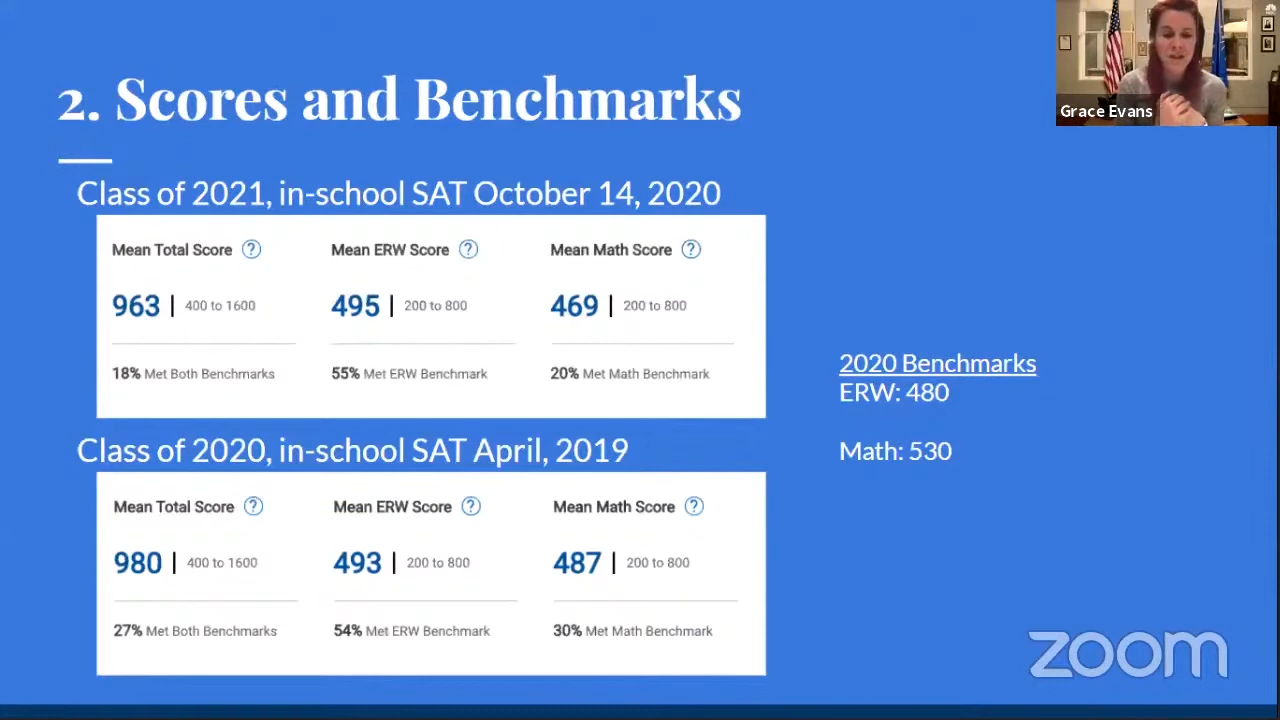 2. Scores and Benchmarks
Grace Evans
Class of 2021, in-school SAT October 14, 2020
Mean Total Score ? Mean ERW Score ? Mean Math Score ?
963 | 400 to 1600 495 | 200 to 800 469 | 200 to 800
18% Met Both Benchmarks 55% Met ERW Benchmark 20% Met Math Benchmark
2020 Benchmarks
ERW: 480
Math: 530
Class of 2020, in-school SAT April, 2019
Mean Total Score ? Mean ERW Score ? Mean Math Score ?
980 | 400 to 1600 493 | 200 to 800 487 | 200 to 800
27% Met Both Benchmarks 54% Met ERW Benchmark 30% Met Math Benchmark
zoom